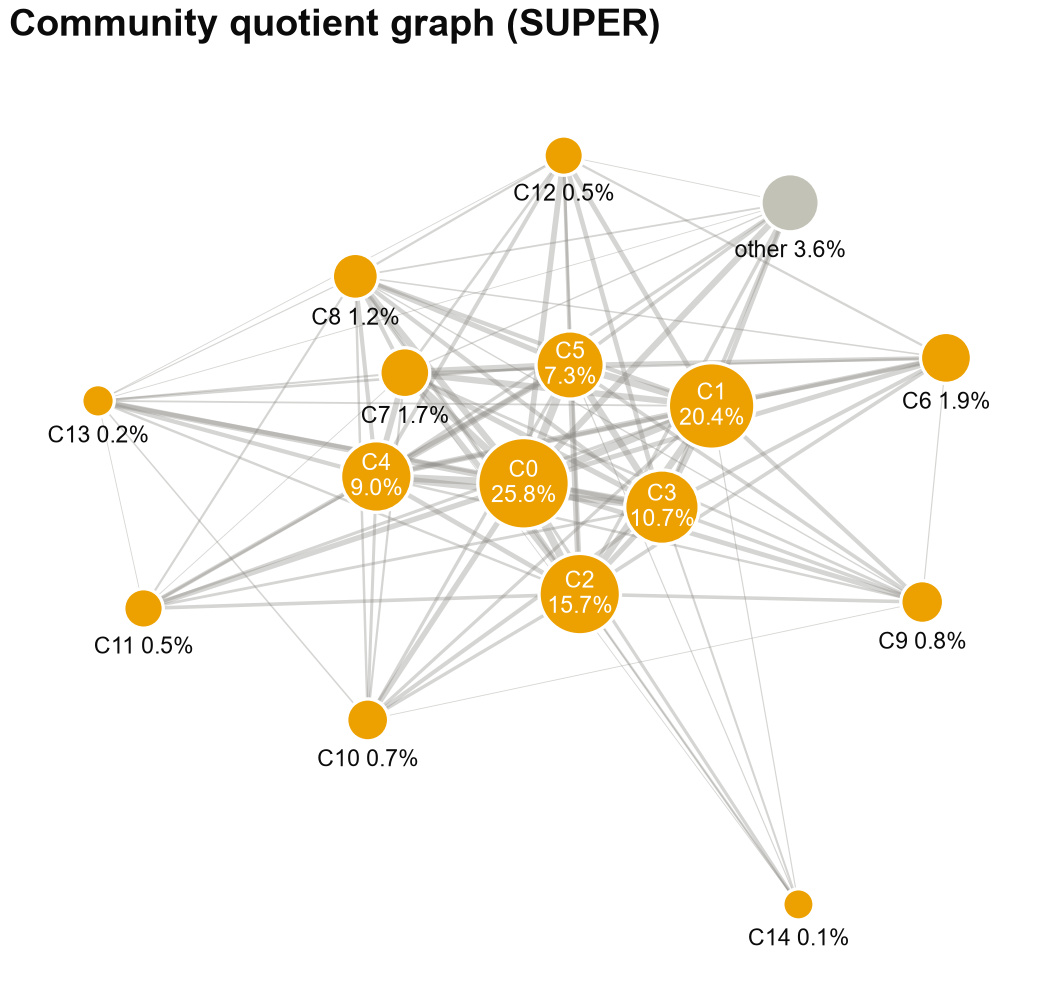 Community quotient graph (SUPER)
C12 0.5%
other 3.6%
C8 1.2%
C5
7.3%
C1
20.4%
C6 1.9%
C7 1.7%
C13 0.2%
C4
9.0%
C0
25.8%
C3
10.7%
C2
15.7%
C11 0.5%
C9 0.8%
C10 0.7%
C14 0.1%